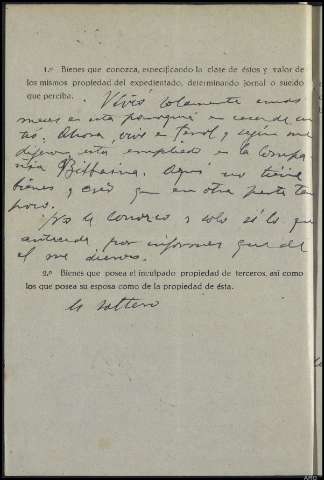 1.º Bienes que conozca, especificando la clase de éstos y valor de
los mismos propiedad del expedientado, determinando jornal o sueldo
que perciba. Vivió solamente unos
meses en esta parroquia en casa de un
tío. Ahora vive en Ferol y según me
dijeron está empleado en la Compa
ñía Bilbaina. Aquí no tiene
bienes y creo que en otra parte tam
poco.
No le conozco y solo sé lo que
antecede por informes que de
él me dieron.
2.º Bienes que posea el inculpado propiedad de terceros, así como
los que posea su esposa como de la propiedad de ésta.
Es soltero